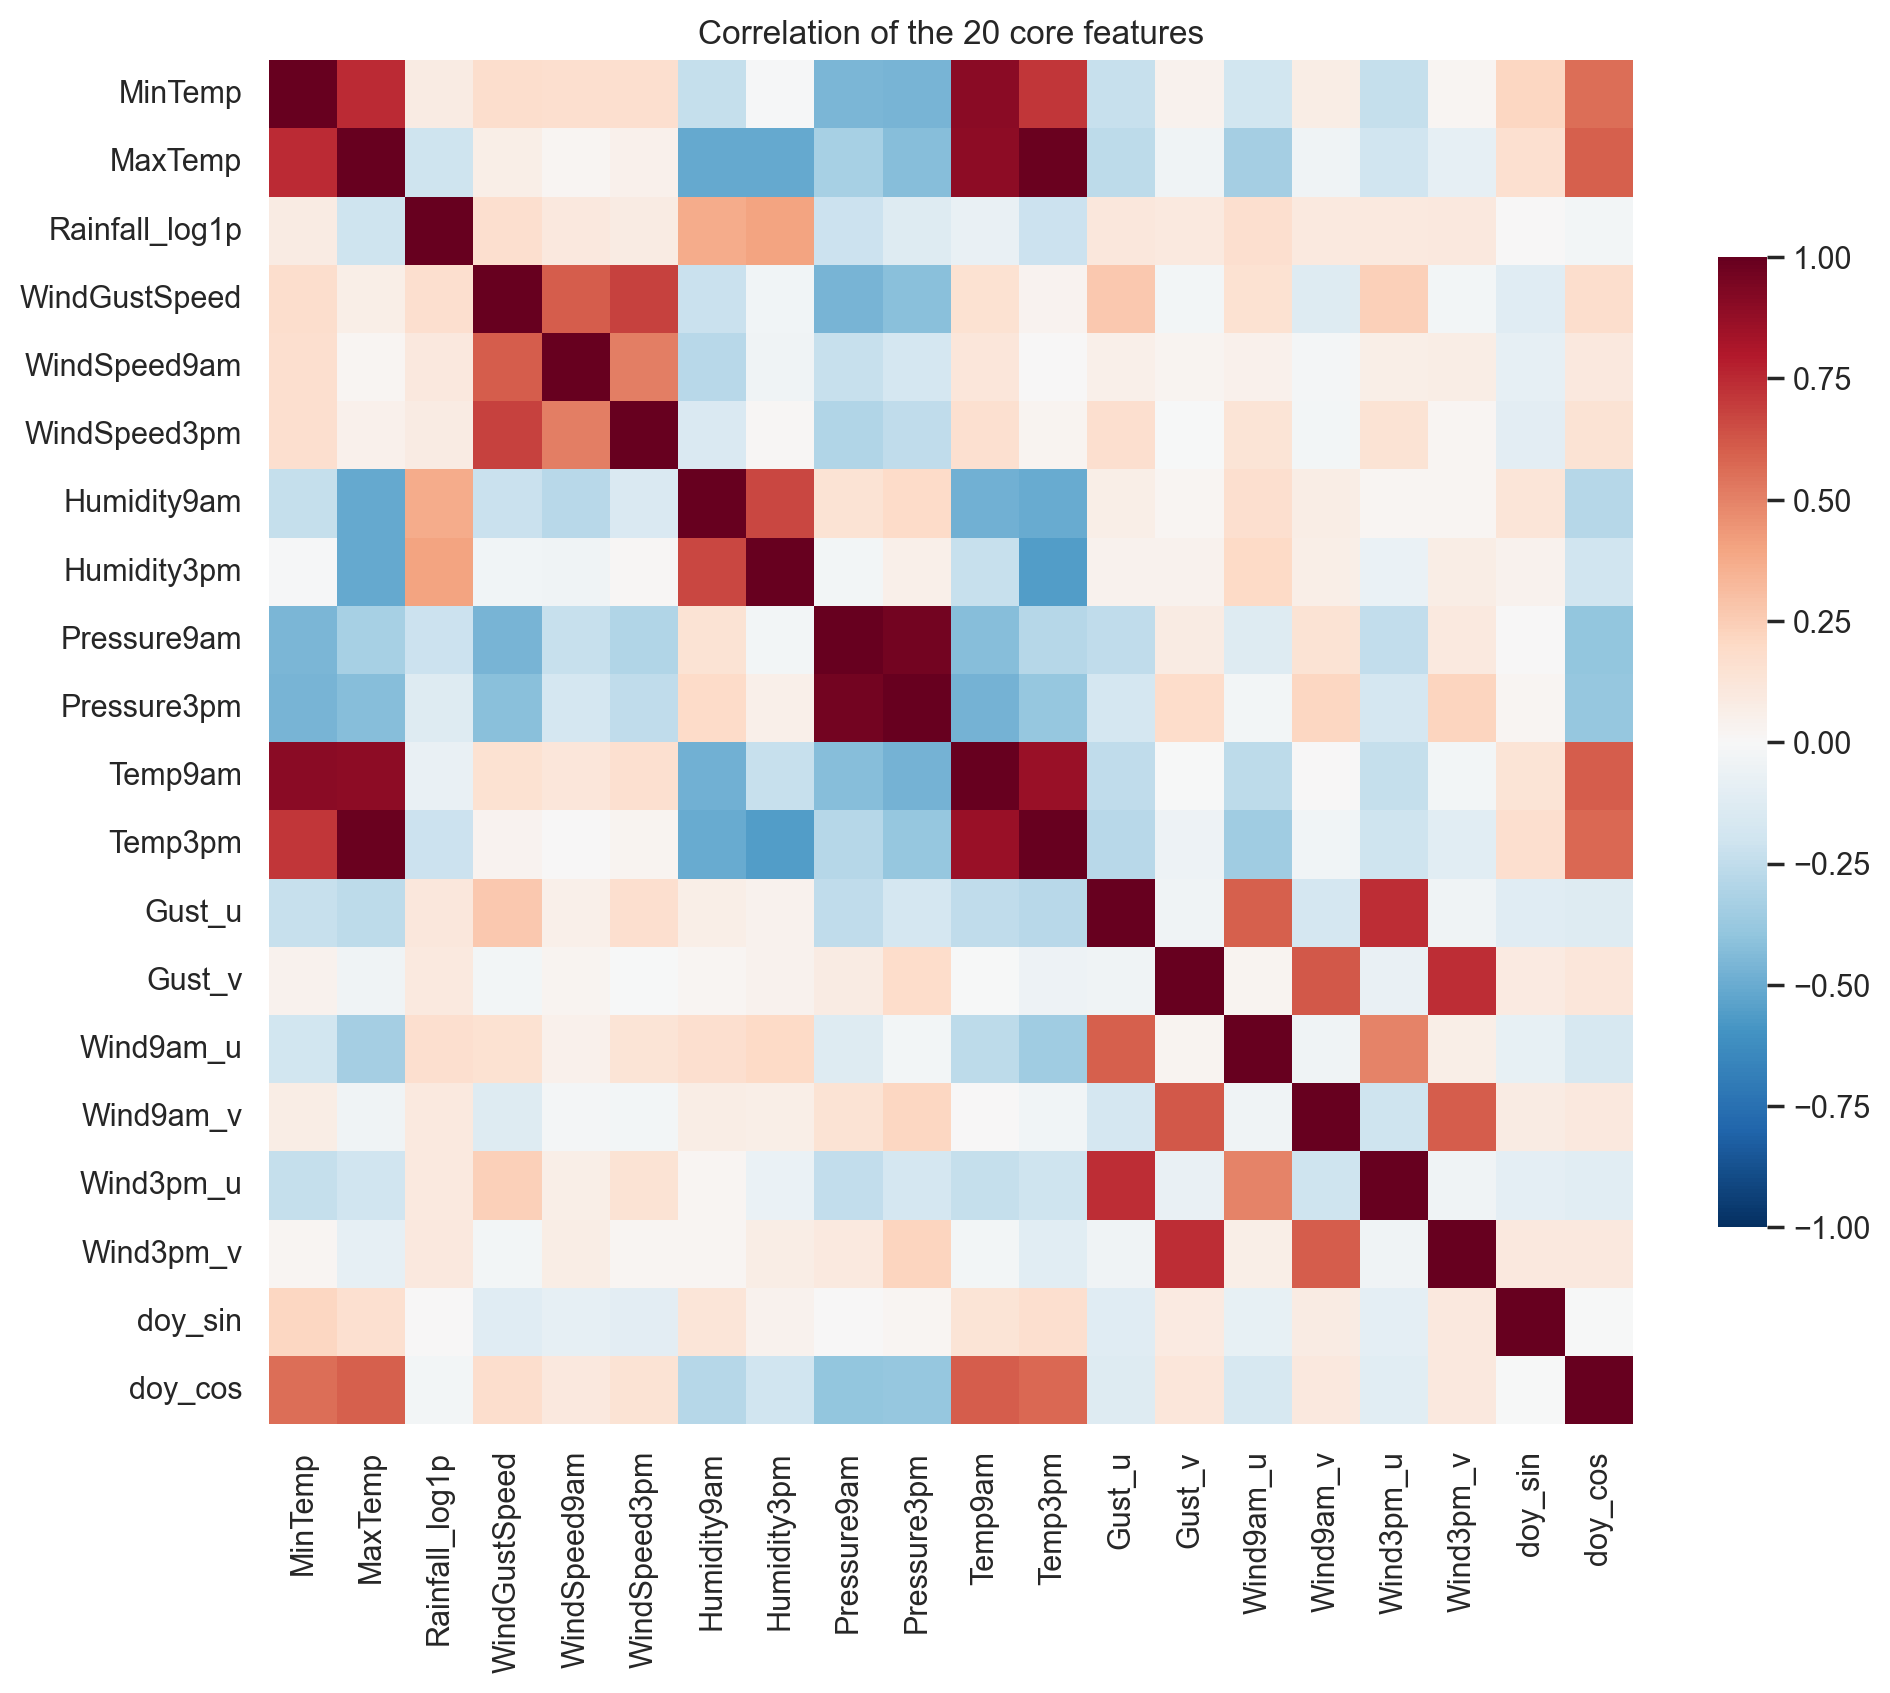 Correlation of the 20 core features
MinTemp
MaxTemp
Rainfall_log1p
WindGustSpeed
WindSpeed9am
WindSpeed3pm
Humidity9am
Humidity3pm
Pressure9am
Pressure3pm
Temp9am
Temp3pm
Gust_u
Gust_v
Wind9am_u
Wind9am_v
Wind3pm_u
Wind3pm_v
doy_sin
doy_cos
MinTemp
MaxTemp
Rainfall_log1p
WindGustSpeed
WindSpeed9am
WindSpeed3pm
Humidity9am
Humidity3pm
Pressure9am
Pressure3pm
Temp9am
Temp3pm
Gust_u
Gust_v
Wind9am_u
Wind9am_v
Wind3pm_u
Wind3pm_v
doy_sin
doy_cos
1.00
0.75
0.50
0.25
0.00
−0.25
−0.50
−0.75
−1.00